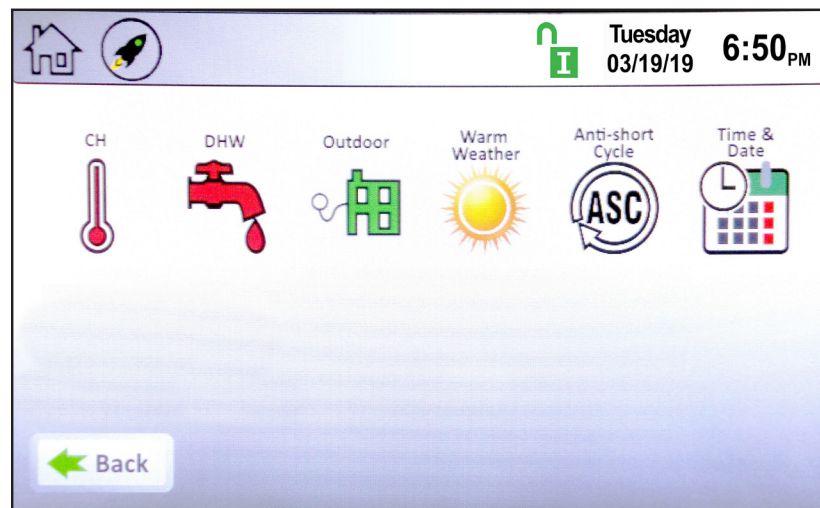 I
Tuesday
03/19/19
6:50PM
CH
DHW
Outdoor
Warm
Weather
Anti-short
Cycle
Time &
Date
ASC
Back